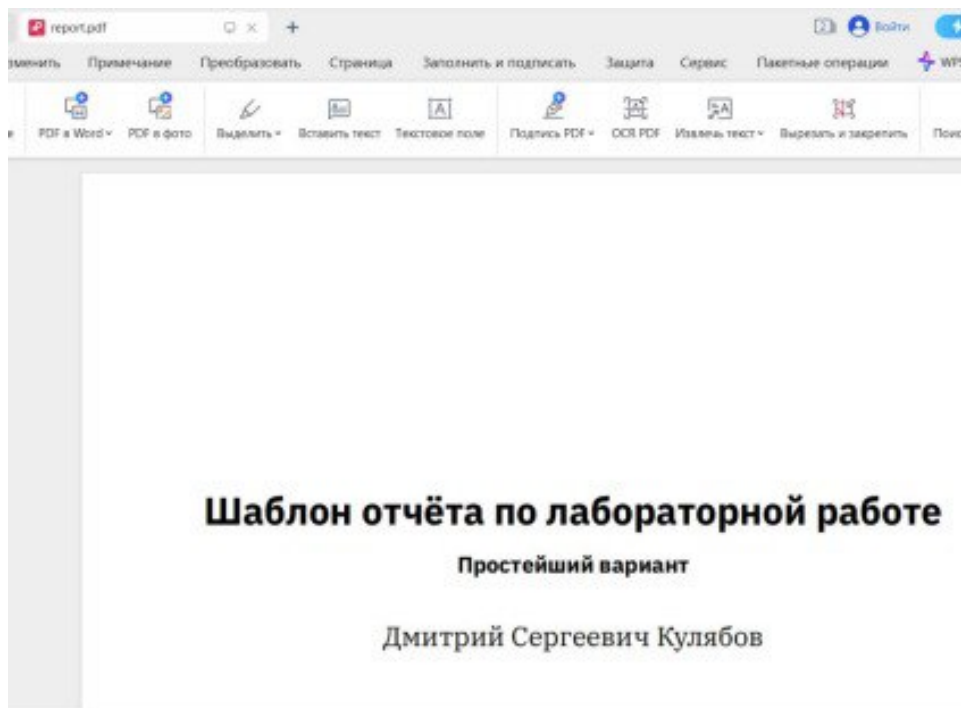 report.pdf
2 Войти
Примечание Преобразовать Страница Заполнить и подписать Защита Сервис Пакетные операции WPS
PDF в Word PDF в фото Выделить Вставить текст Текстовое поле Подпись PDF OCR PDF Извлечь текст Вырезать и закрепить
Шаблон отчёта по лабораторной работе
Простейший вариант
Дмитрий Сергеевич Кулябов